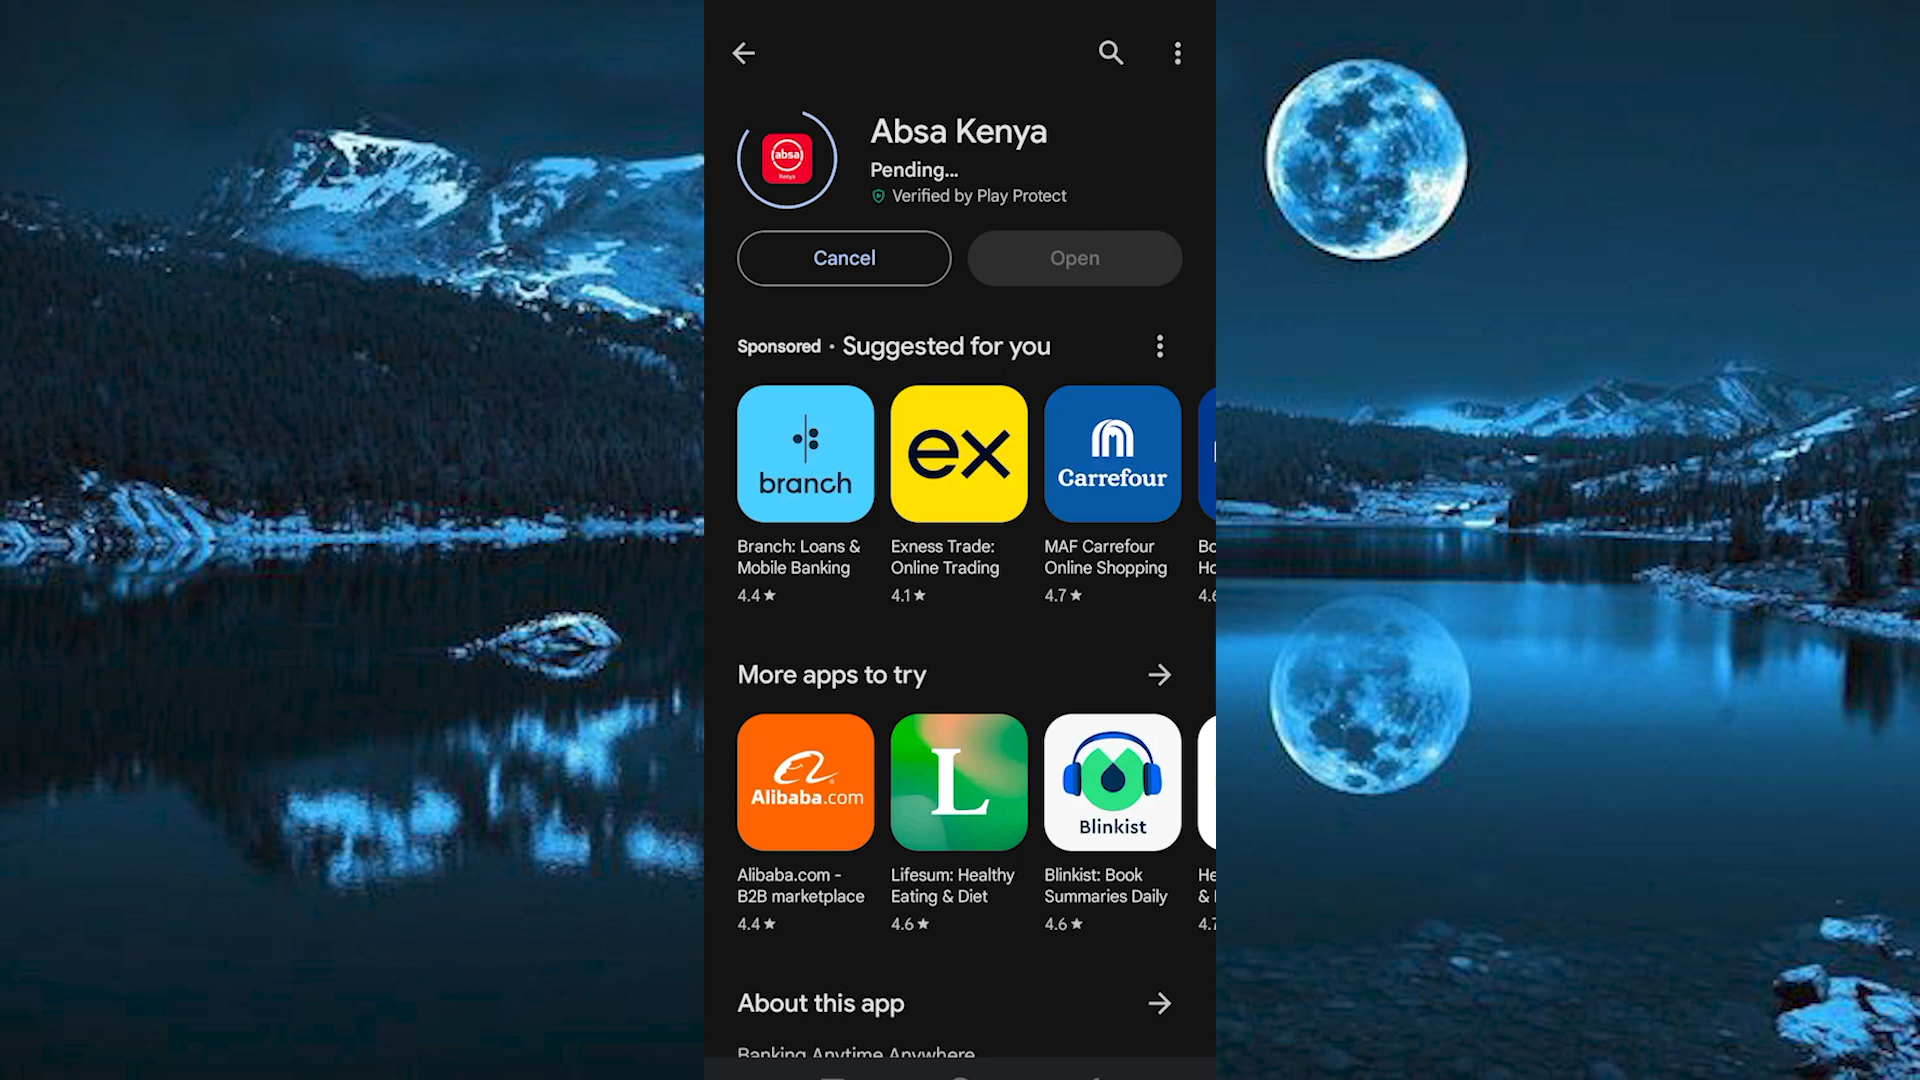 Absa Kenya
(absa)
Kenya
Pending...
Verified by Play Protect
Cancel
Open
Sponsored • Suggested for you
branch
ex
Carrefour
Branch: Loans &
Mobile Banking
4.4★
Exness Trade:
Online Trading
4.1★
MAF Carrefour
Online Shopping
4.7★
More apps to try
Alibaba.com
L
Blinkist
Alibaba.com -
B2B marketplace
4.4★
Lifesum: Healthy
Eating & Diet
4.6★
Blinkist: Book
Summaries Daily
4.6★
About this app
Banking Anytime Anywhere